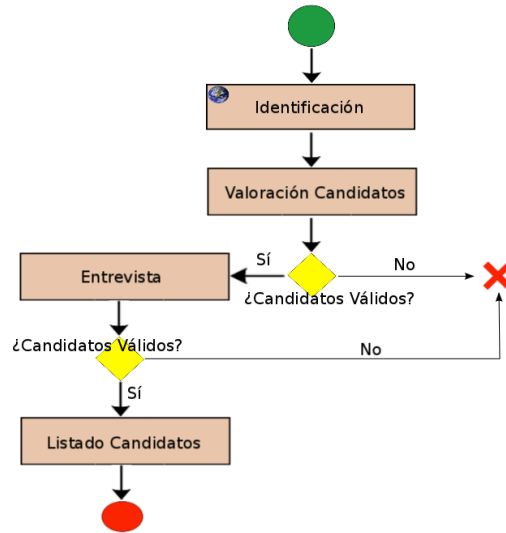 Identificación
Valoración Candidatos
Sí
No
Entrevista
¿Candidatos Válidos?
¿Candidatos Válidos?
No
Sí
Listado Candidatos